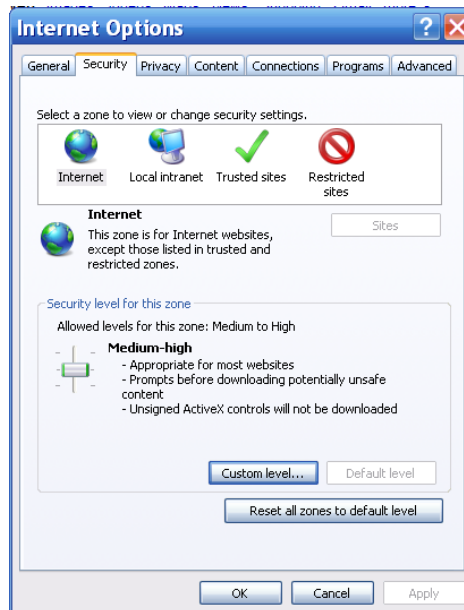 Internet Options
General Security Privacy Content Connections Programs Advanced
Select a zone to view or change security settings.
Internet Local intranet Trusted sites Restricted
sites
Internet
Sites
This zone is for Internet websites,
except those listed in trusted and
restricted zones.
Security level for this zone
Allowed levels for this zone: Medium to High
Medium-high
- Appropriate for most websites
- Prompts before downloading potentially unsafe
content
- Unsigned ActiveX controls will not be downloaded
Custom level... Default level
Reset all zones to default level
OK Cancel Apply